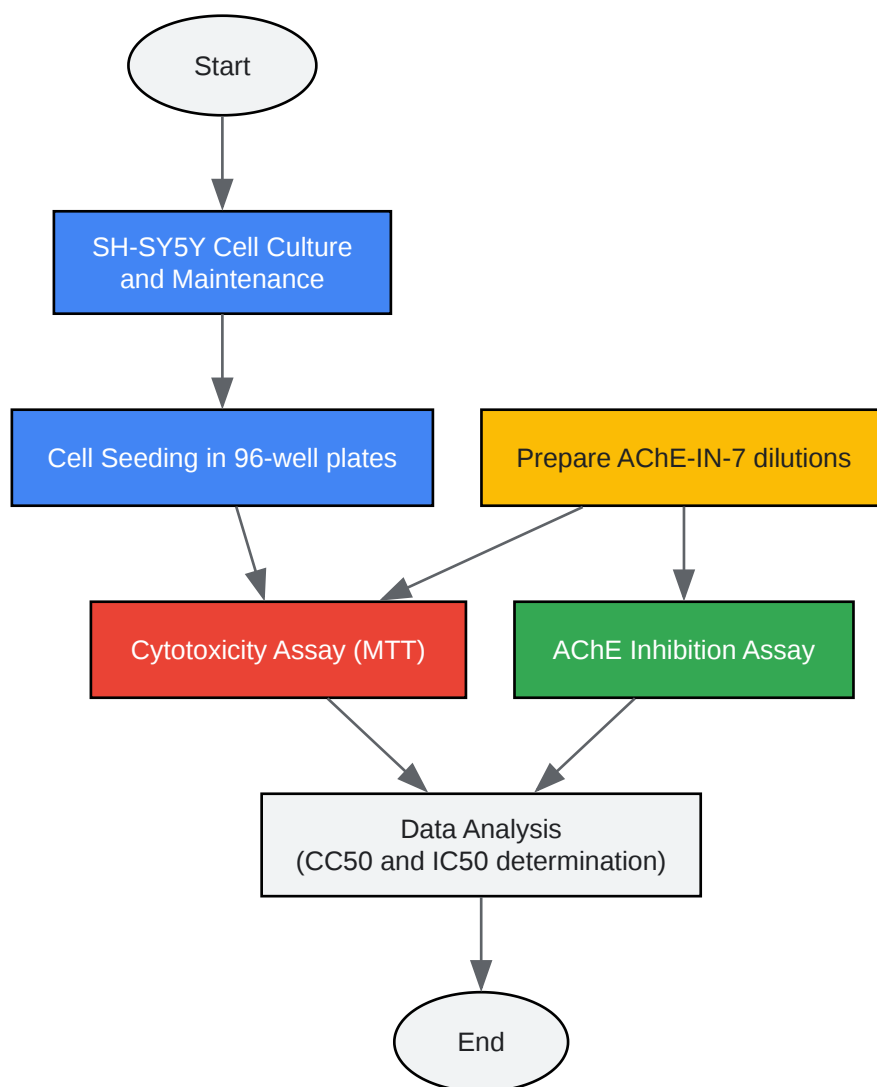 Start
SH-SY5Y Cell Culture
and Maintenance
Cell Seeding in 96-well plates
Prepare AChE-IN-7 dilutions
Cytotoxicity Assay (MTT)
AChE Inhibition Assay
Data Analysis
(CC50 and IC50 determination)
End